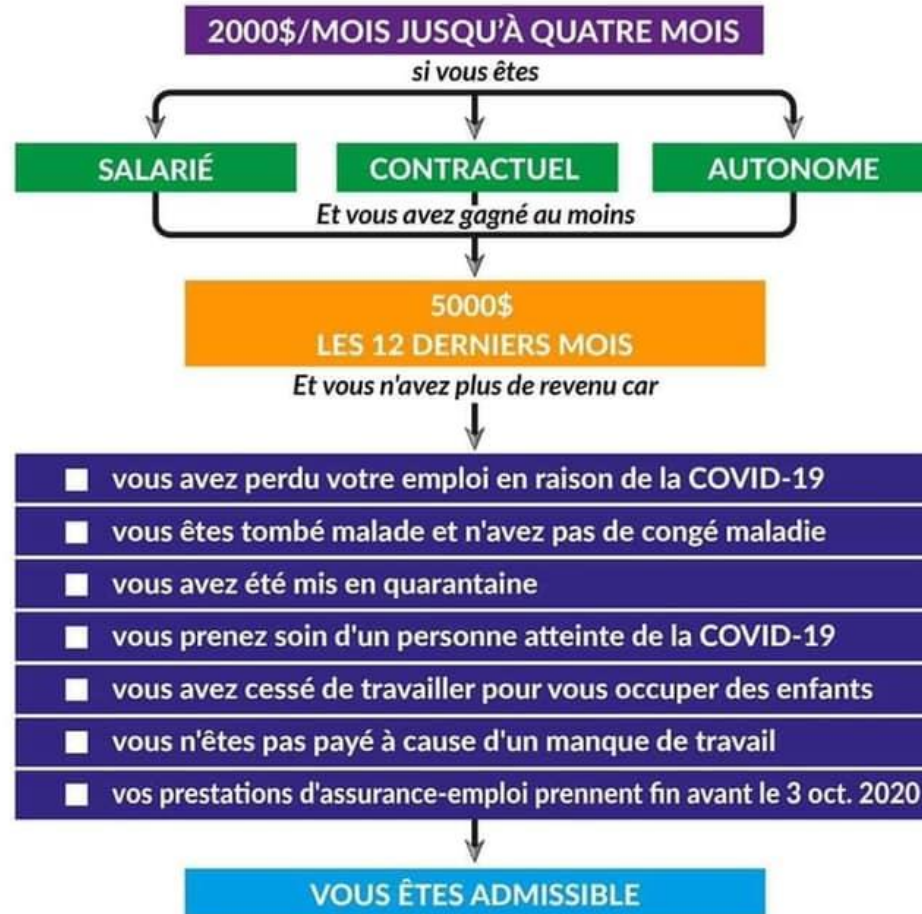 2000$/MOIS JUSQU'À QUATRE MOIS
si vous êtes
SALARIÉ
CONTRACTUEL
AUTONOME
Et vous avez gagné au moins
5000$
LES 12 DERNIERS MOIS
Et vous n'avez plus de revenu car
vous avez perdu votre emploi en raison de la COVID-19
vous êtes tombé malade et n'avez pas de congé maladie
vous avez été mis en quarantaine
vous prenez soin d'un personne atteinte de la COVID-19
vous avez cessé de travailler pour vous occuper des enfants
vous n'êtes pas payé à cause d'un manque de travail
vos prestations d'assurance-emploi prennent fin avant le 3 oct. 2020
VOUS ÊTES ADMISSIBLE